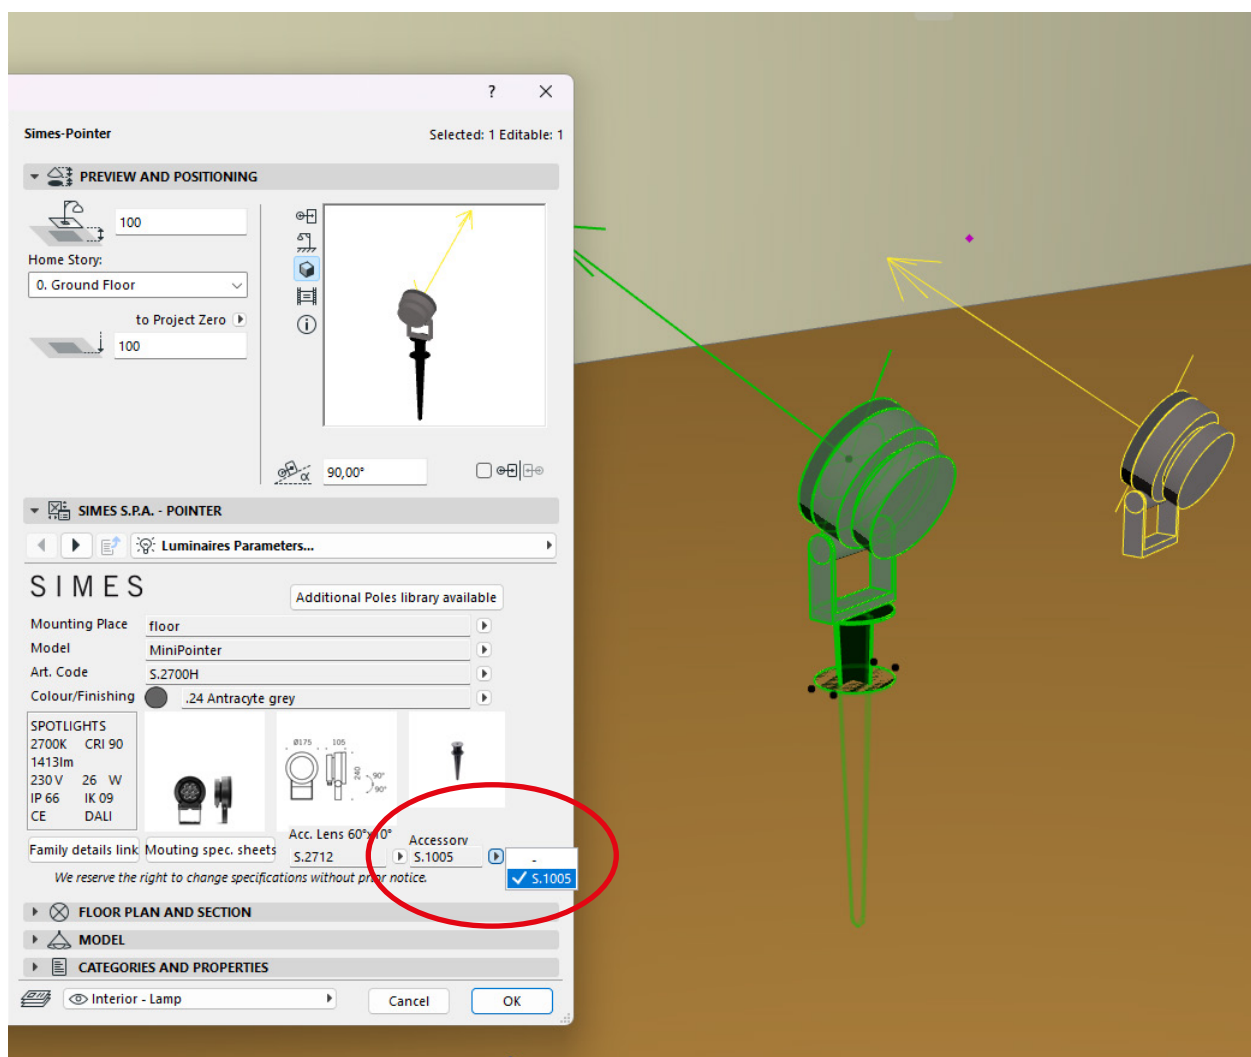 ?
Simes-Pointer
Selected: 1 Editable: 1
PREVIEW AND POSITIONING
100
Home Story:
0. Ground Floor
to Project Zero
100
α
90,00°
SIMES S.P.A. - POINTER
Luminaires Parameters...
SIMES
Additional Poles library available
Mounting Place floor
Model MiniPointer
Art. Code S.2700H
Colour/Finishing .24 Antracyte grey
SPOTLIGHTS
2700K CRI 90
1413lm
230 V 26 W
IP 66 IK 09
CE DALI
Ø175 105
240
90°
90°
Acc. Lens 60°x10°
Accessory
Family details link
Mouting spec. sheets
S.2712
S.1005
-
S.1005
We reserve the right to change specifications without prior notice.
FLOOR PLAN AND SECTION
MODEL
CATEGORIES AND PROPERTIES
Interior - Lamp
Cancel
OK